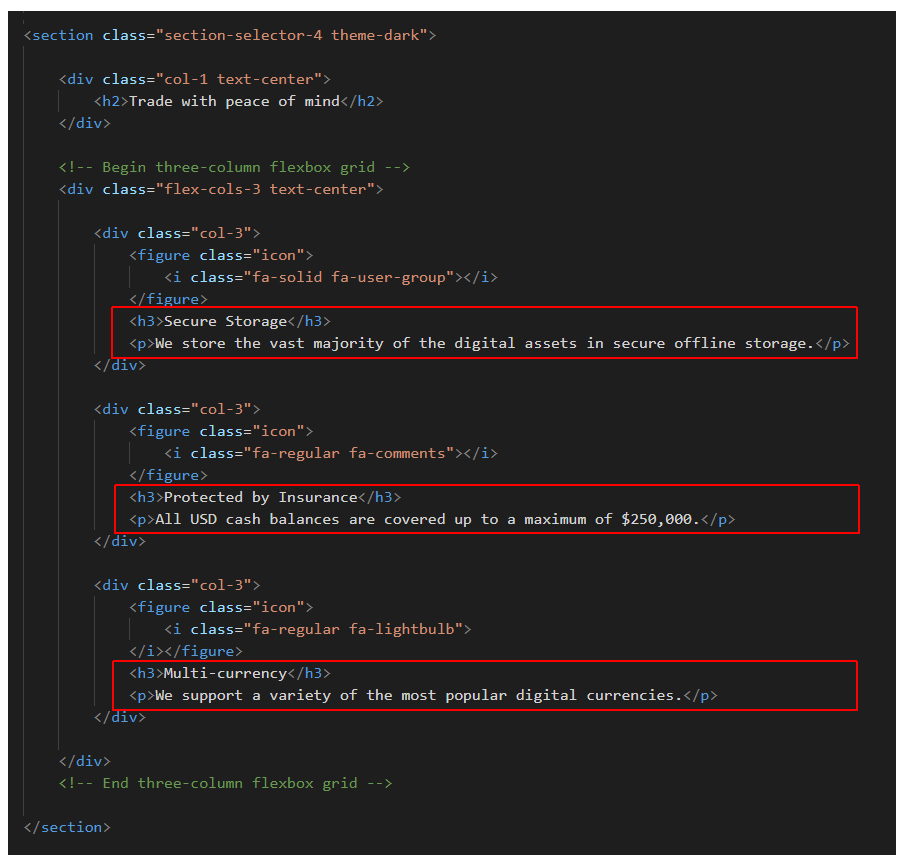 <section class="section-selector-4 theme-dark">
<div class="col-1 text-center">
<h2>Trade with peace of mind</h2>
</div>
<!-- Begin three-column flexbox grid -->
<div class="flex-cols-3 text-center">
<div class="col-3">
<figure class="icon">
<i class="fa-solid fa-user-group"></i>
</figure>
<h3>Secure Storage</h3>
<p>We store the vast majority of the digital assets in secure offline storage.</p>
</div>
<div class="col-3">
<figure class="icon">
<i class="fa-regular fa-comments"></i>
</figure>
<h3>Protected by Insurance</h3>
<p>All USD cash balances are covered up to a maximum of $250,000.</p>
</div>
<div class="col-3">
<figure class="icon">
<i class="fa-regular fa-lightbulb">
</i></figure>
<h3>Multi-currency</h3>
<p>We support a variety of the most popular digital currencies.</p>
</div>
</div>
<!-- End three-column flexbox grid -->
</section>